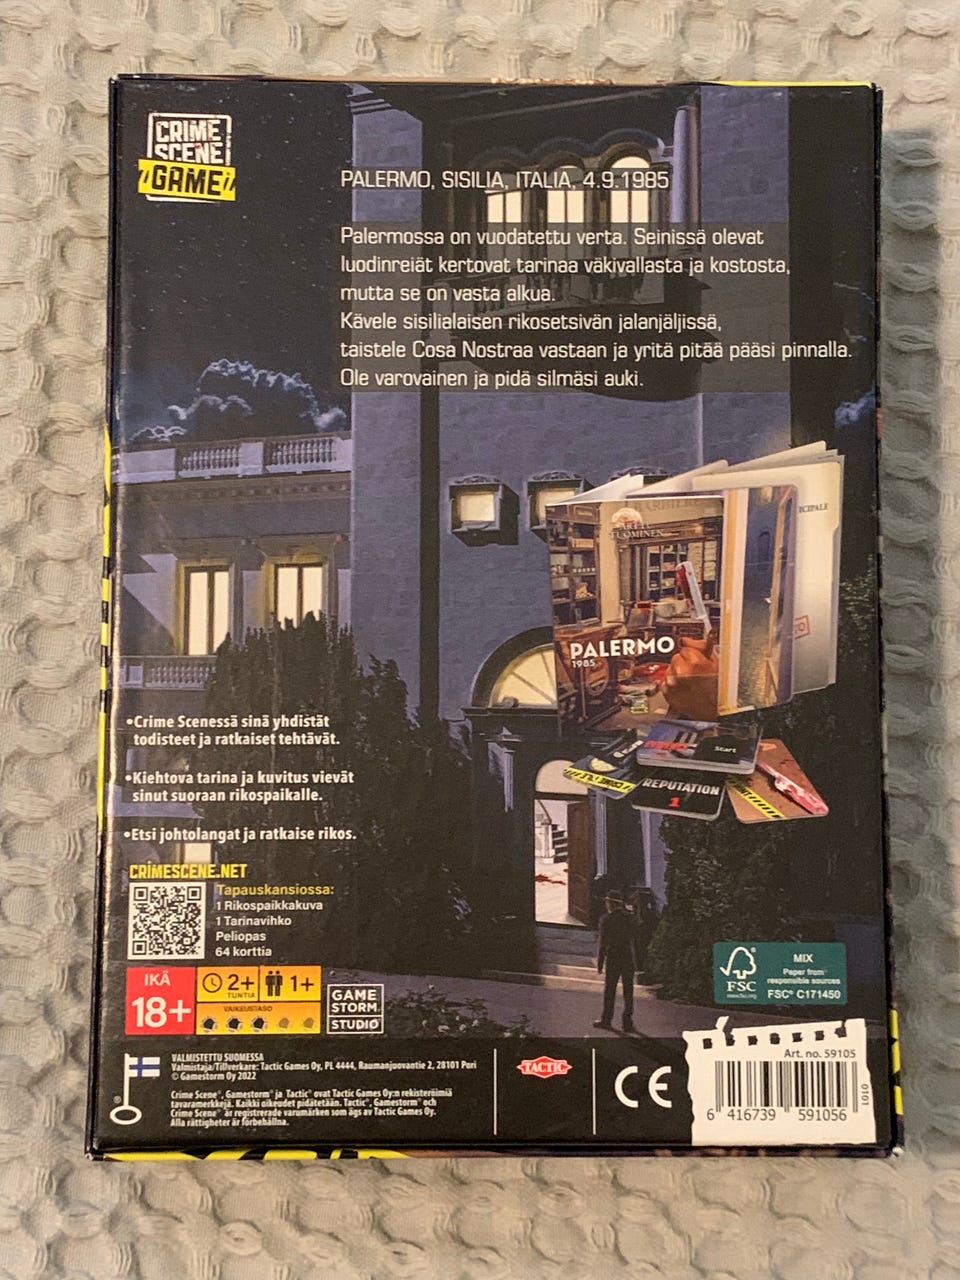 CRIME
SCENE
GAME
PALERMO, SISILIA, ITALIA, 4.9.1985
Palermossa on vuodatettu verta. Seinissä olevat
luodinreiät kertovat tarinaa väkivallasta ja kostosta,
mutta se on vasta alkua.
Kävele sisilialaisen rikosetsivän jalanjäljissä,
taistele Cosa Nostraa vastaan ja yritä pitää pääsi pinnalla.
Ole varovainen ja pidä silmäsi auki.
CIPALE
TUOMINEN
PALERMO
1985
Start
REPUTATION
1
•Crime Scenessä sinä yhdistät
todisteet ja ratkaiset tehtävät.
•Kiehtova tarina ja kuvitus vievät
sinut suoraan rikospaikalle.
•Etsi johtolangat ja ratkaise rikos.
CRIMESCENE.NET
Tapauskansiossa:
1 Rikospaikkakuva
1 Tarinavihko
Peliopas
64 korttia
IKÄ
18+
2+
TUNTIA
1+
VAIKEUSTASO
GAME
STORM
STUDIO
FSC
www.fsc.org
MIX
Paper from
responsible sources
FSC® C171450
VALMISTETTU SUOMESSA
Valmistaja/Tillverkare: Tactic Games Oy, PL 4444, Raumanjuovantie 2, 28101 Pori
© Gamestorm Oy 2022
Crime Scene®, Gamestorm® ja Tactic® ovat Tactic Games Oy:n rekisteröimiä
tavaramerkkejä. Kaikki oikeudet pidätetään. Tactic®, Gamestorm® och
Crime Scene® är registrerade varumärken som ägs av Tactic Games Oy.
Alla rättigheter är förbehållna.
®
TACTIC
CE
Art. no. 59105
6 416739 591056
1010